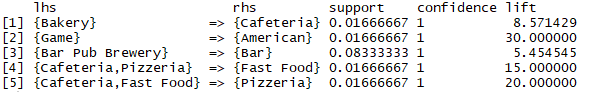 lhs rhs support confidence lift
[1] {Bakery} => {Cafeteria} 0.01666667 1 8.571429
[2] {Game} => {American} 0.01666667 1 30.000000
[3] {Bar Pub Brewery} => {Bar} 0.08333333 1 5.454545
[4] {Cafeteria,Pizzeria} => {Fast Food} 0.01666667 1 15.000000
[5] {Cafeteria,Fast Food} => {Pizzeria} 0.01666667 1 20.000000